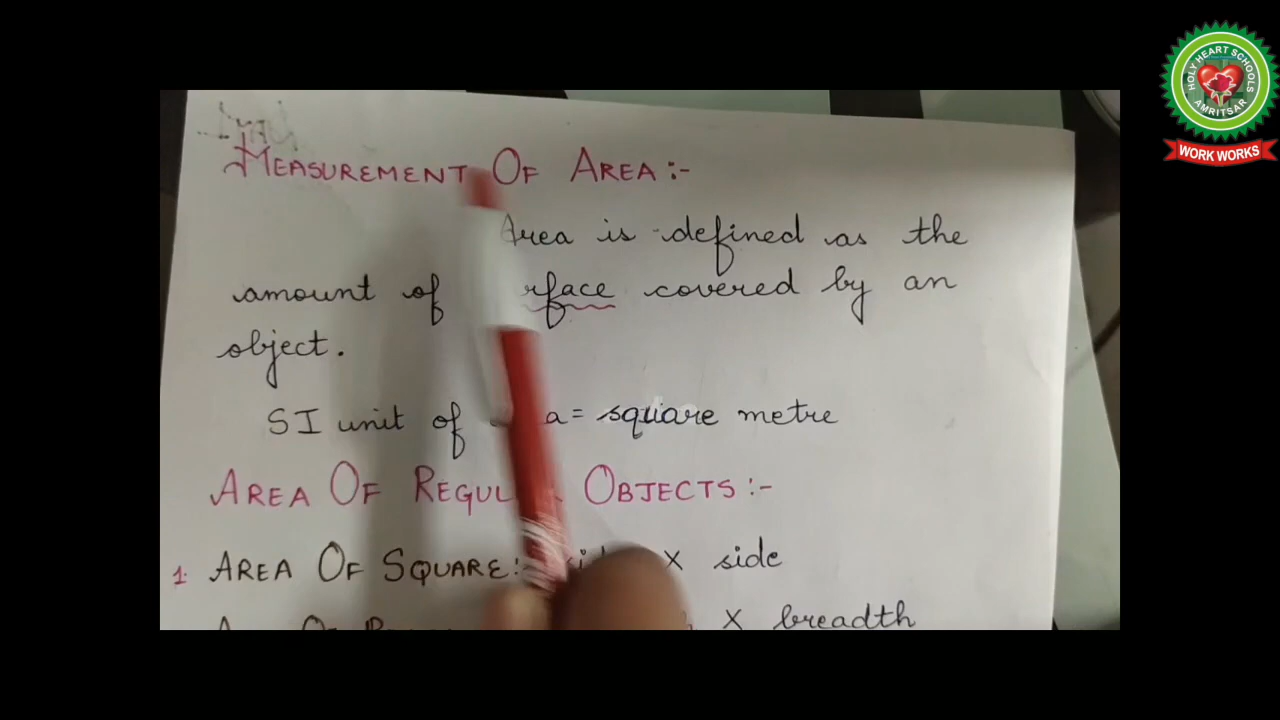 MEASUREMENT OF AREA :-
Area is defined as the
amount of rface covered by an
object.
SI unit of a = square metre
AREA OF REGUL OBJECTS :-
1. AREA OF SQUARE :- X side
X breadth
HOLY HEART SCHOOLS
AMRITSAR
WORK WORKS